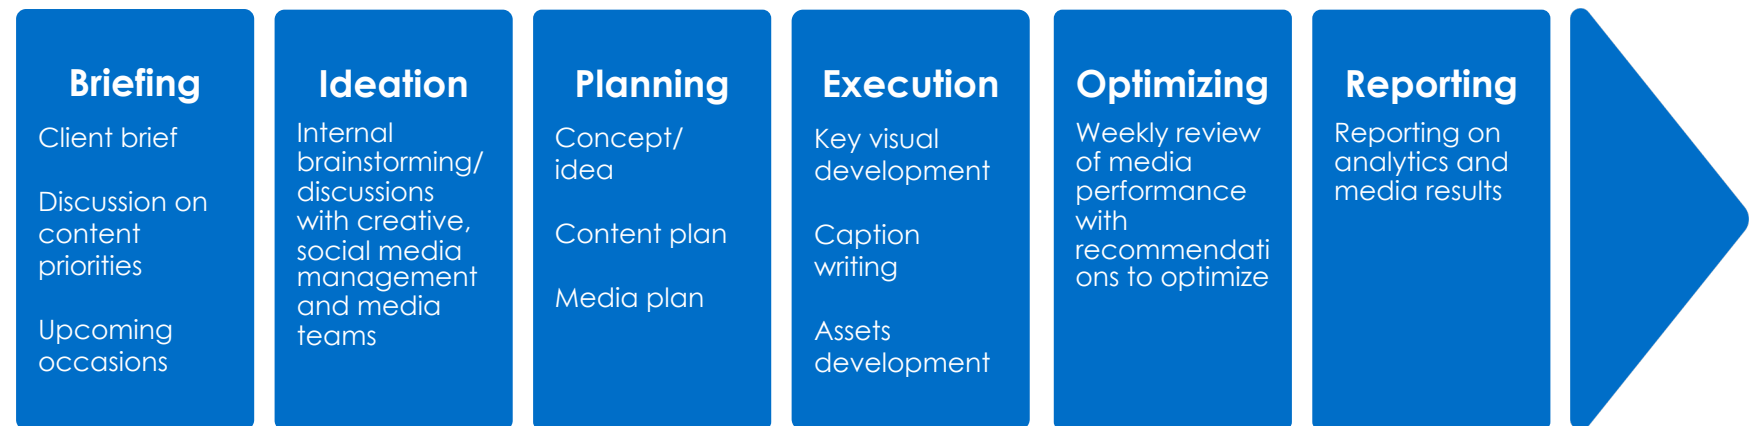 Briefing
Client brief
Discussion on
content
priorities
Upcoming
occasions
Ideation
Internal
brainstorming/
discussions
with creative,
social media
management
and media
teams
Planning
Concept/
idea
Content plan
Media plan
Execution
Key visual
development
Caption
writing
Assets
development
Optimizing
Weekly review
of media
performance
with
recommendati
ons to optimize
Reporting
Reporting on
analytics and
media results